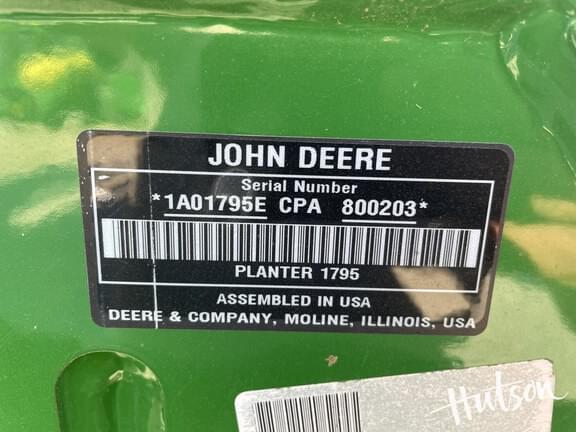 JOHN DEERE
Serial Number
*1A01795E CPA 800203*
PLANTER 1795
ASSEMBLED IN USA
DEERE & COMPANY, MOLINE, ILLINOIS, USA
Hutson